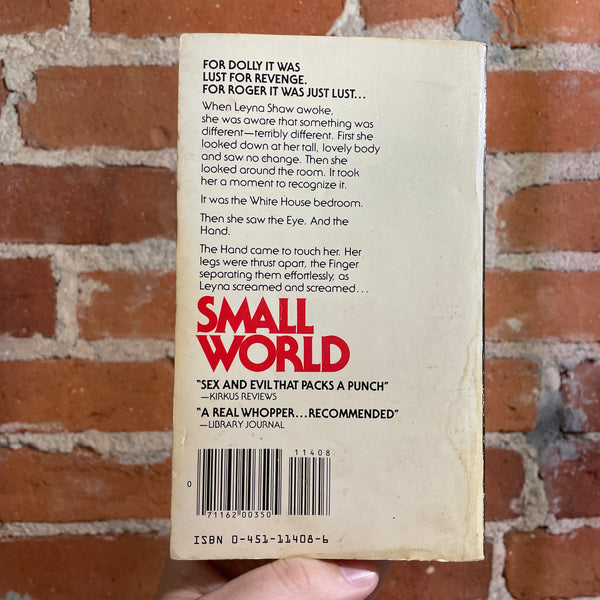 FOR DOLLY IT WAS
LUST FOR REVENGE.
FOR ROGER IT WAS JUST LUST...
When Leyna Shaw awoke,
she was aware that something was
different—terribly different. First she
looked down at her tall, lovely body
and saw no change. Then she
looked around the room. It took
her a moment to recognize it.
It was the White House bedroom.
Then she saw the Eye. And the
Hand.
The Hand came to touch her. Her
legs were thrust apart, the Finger
separating them effortlessly, as
Leyna screamed and screamed...
SMALL
WORLD
"SEX AND EVIL THAT PACKS A PUNCH"
—KIRKUS REVIEWS
"A REAL WHOPPER...RECOMMENDED"
—LIBRARY JOURNAL
11408
0
71162 00350
ISBN 0-451-11408-6